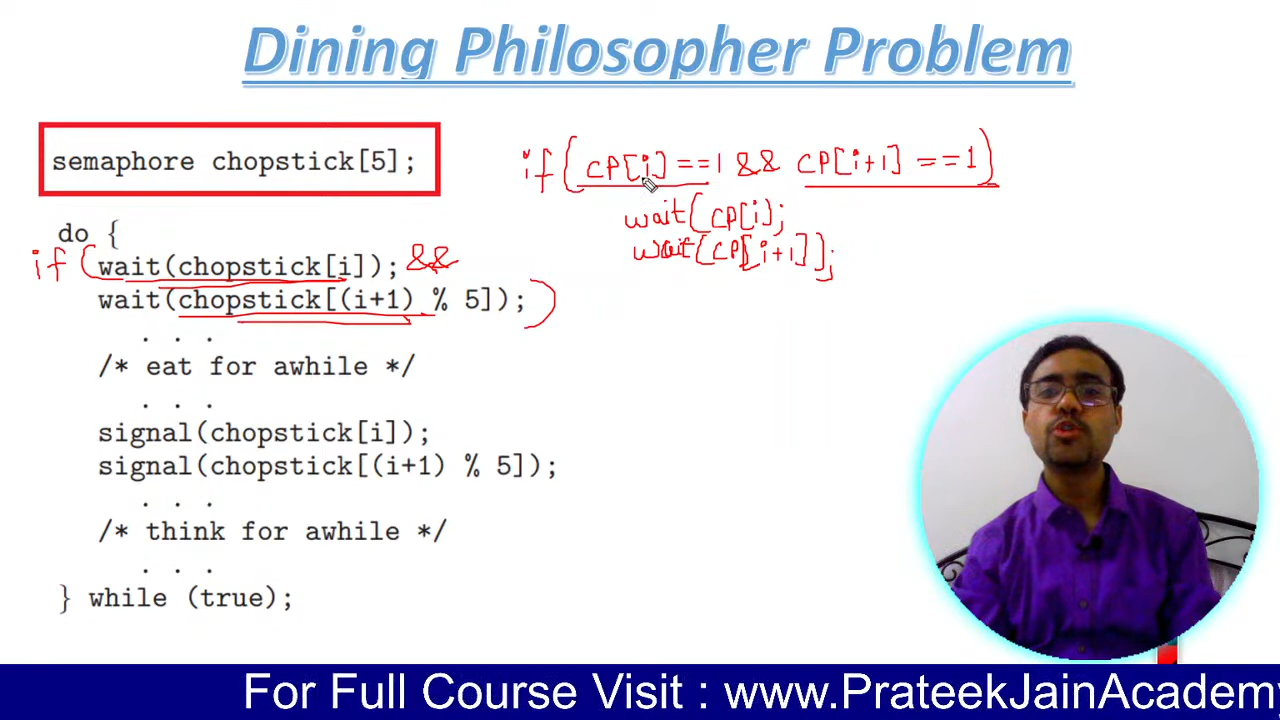 Dining Philosopher Problem
semaphore chopstick[5];
if (CP[i] ==1 && CP[i+1] ==1)
wait(CP[i];
wait(CP[i+1]);
do {
if (wait(chopstick[i]); &&
wait(chopstick[(i+1) % 5]); )
. . .
/* eat for awhile */
. . .
signal(chopstick[i]);
signal(chopstick[(i+1) % 5]);
. . .
/* think for awhile */
. . .
} while (true);
For Full Course Visit : www.PrateekJainAcademy